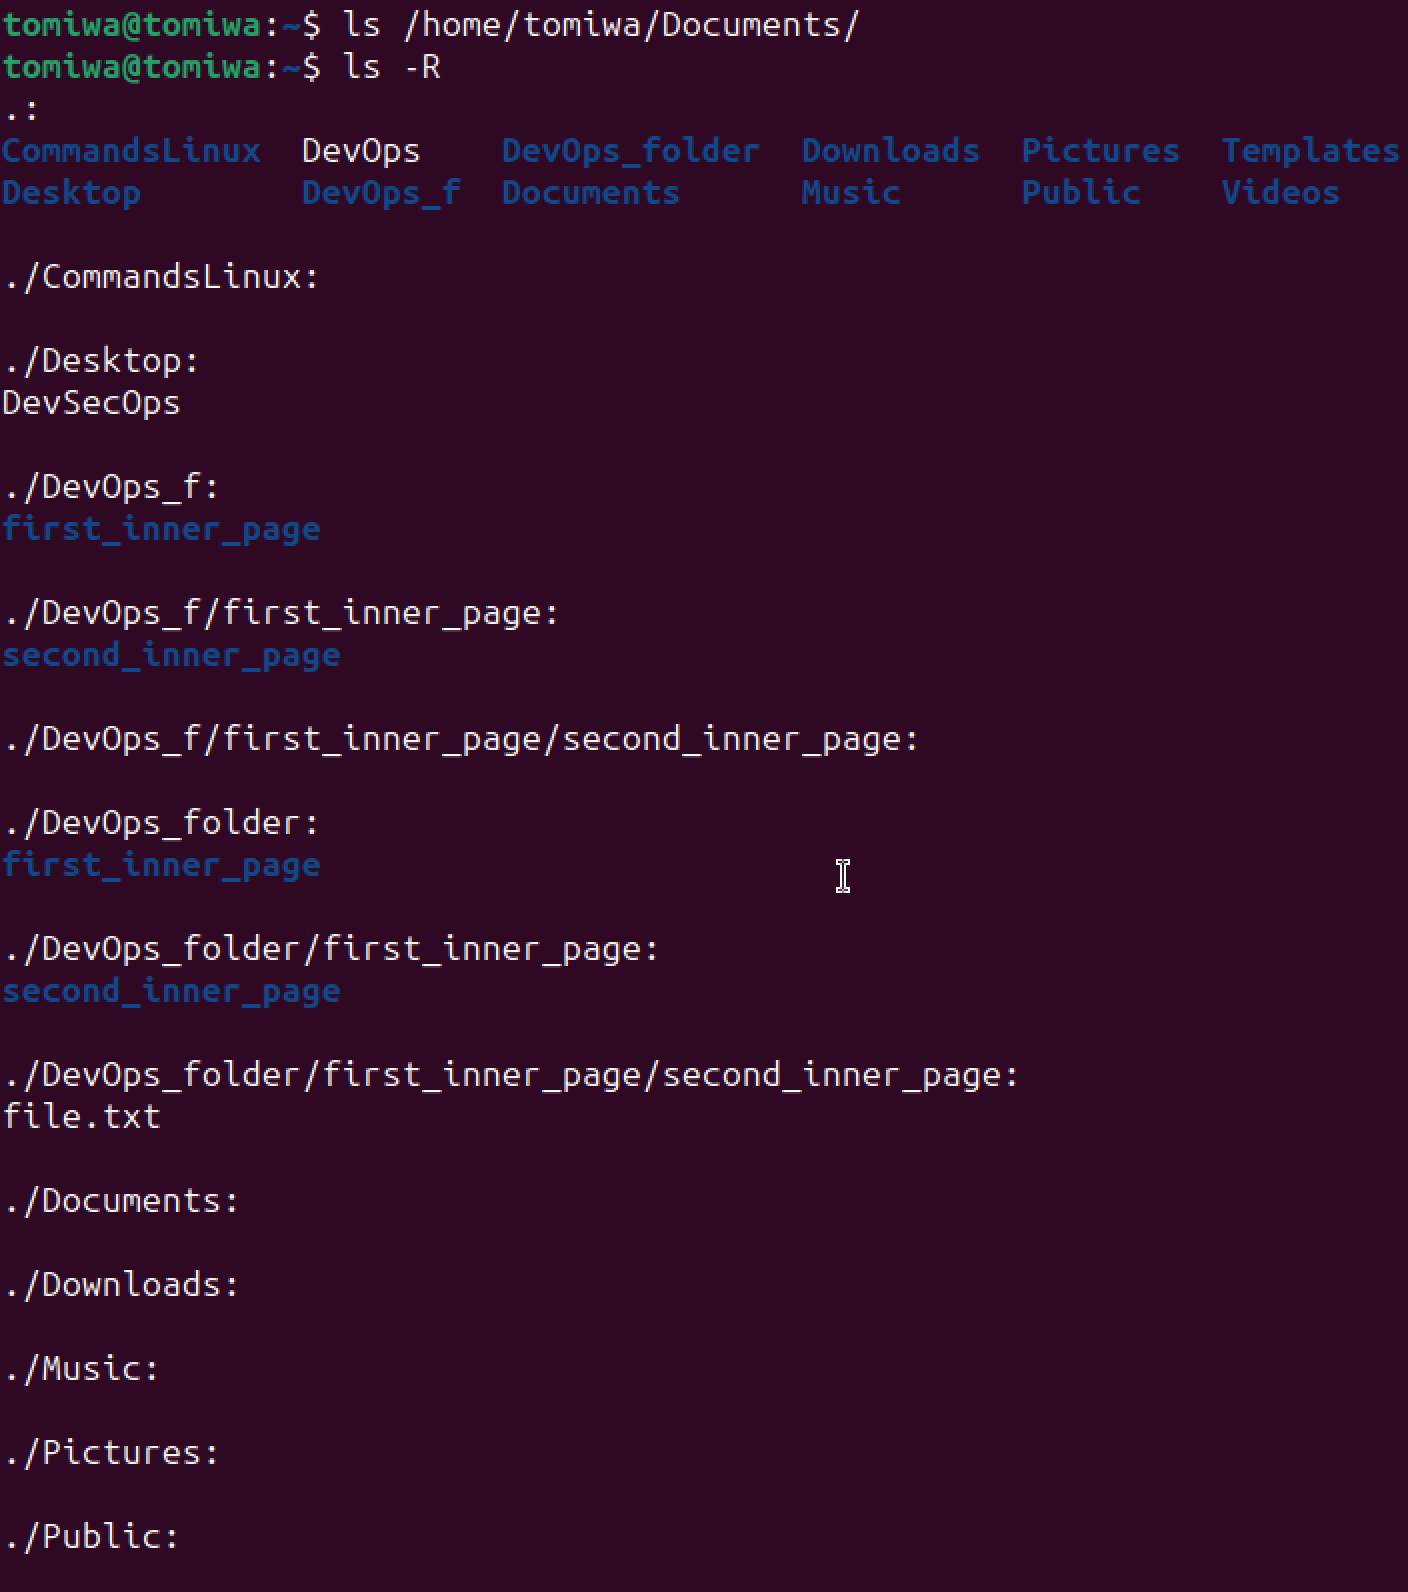 tomiwa@tomiwa:~$ ls /home/tomiwa/Documents/
tomiwa@tomiwa:~$ ls -R
.:
CommandsLinux  DevOps    DevOps_folder  Downloads  Pictures  Templates
Desktop        DevOps_f  Documents      Music      Public    Videos
./CommandsLinux:
./Desktop:
DevSecOps
./DevOps_f:
first_inner_page
./DevOps_f/first_inner_page:
second_inner_page
./DevOps_f/first_inner_page/second_inner_page:
./DevOps_folder:
first_inner_page
./DevOps_folder/first_inner_page:
second_inner_page
./DevOps_folder/first_inner_page/second_inner_page:
file.txt
./Documents:
./Downloads:
./Music:
./Pictures:
./Public: